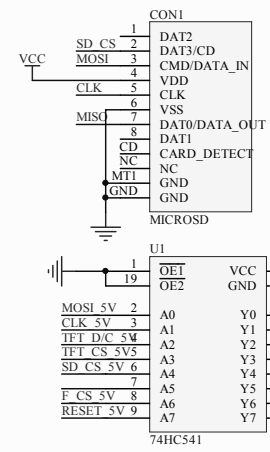 CON1
1 DAT2
SD_CS 2 DAT3/CD
VCC MOSI 3 CMD/DATA_IN
4 VDD
CLK 5 CLK
6 VSS
MISO 7 DAT0/DATA_OUT
8 DAT1
CD CARD_DETECT
NC NC
MT1 GND
GND GND
MICROSD
U1
1 OE1 VCC
19 OE2 GND
MOSI_5V 2 A0 Y0
CLK_5V 3 A1 Y1
TFT_D/C_5V 4 A2 Y2
TFT_CS_5V 5 A3 Y3
SD_CS_5V 6 A4 Y4
7 A5 Y5
F_CS_5V 8 A6 Y6
RESET_5V 9 A7 Y7
74HC541